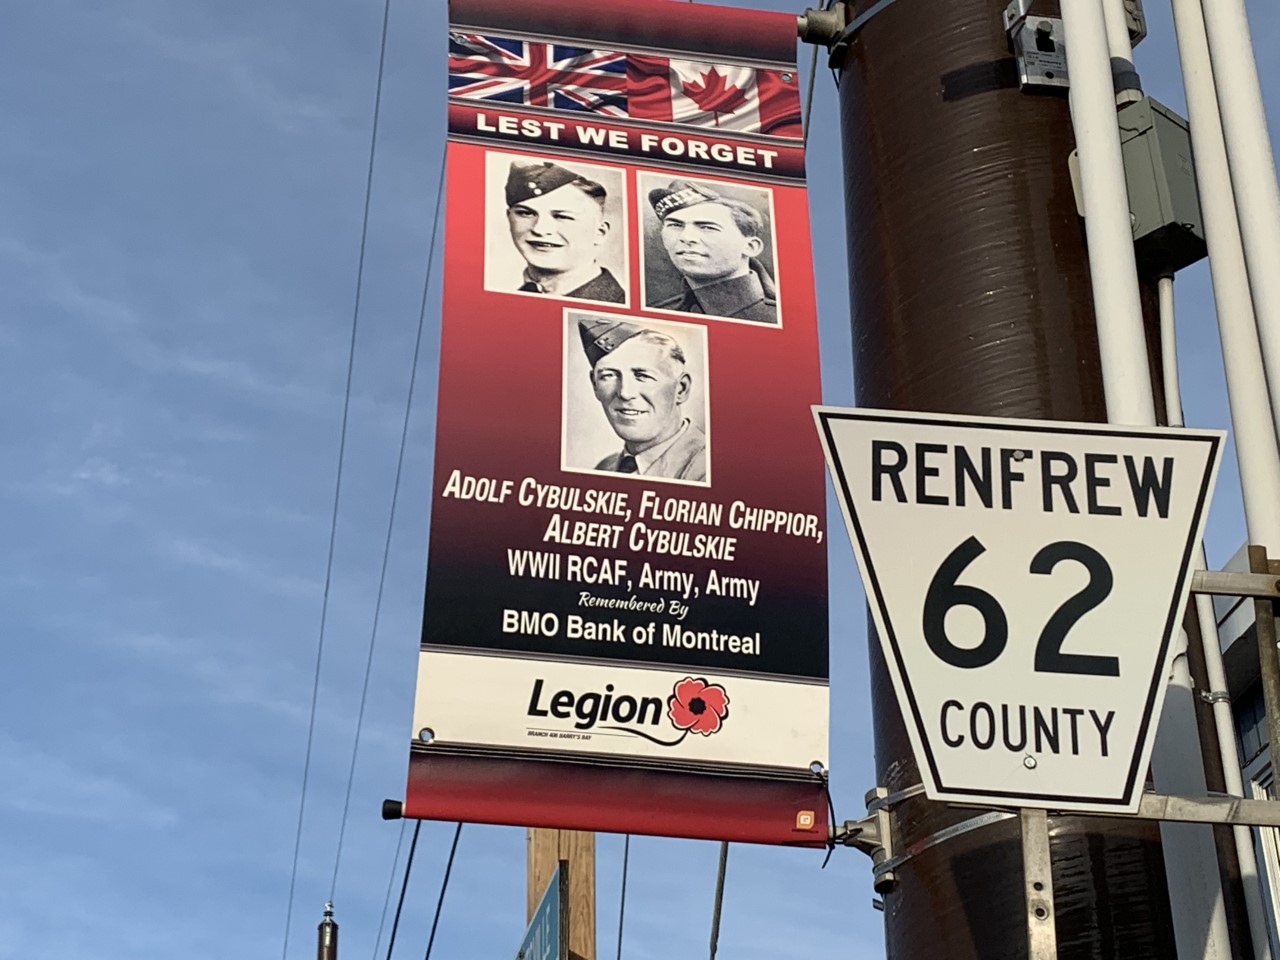 LEST WE FORGET
ADOLF CYBULSKIE, FLORIAN CHIPPIOR,
ALBERT CYBULSKIE
WWII RCAF, Army, Army
Remembered By
BMO Bank of Montreal
Legion
BRANCH 406 BARRY'S BAY
RENFREW
62
COUNTY